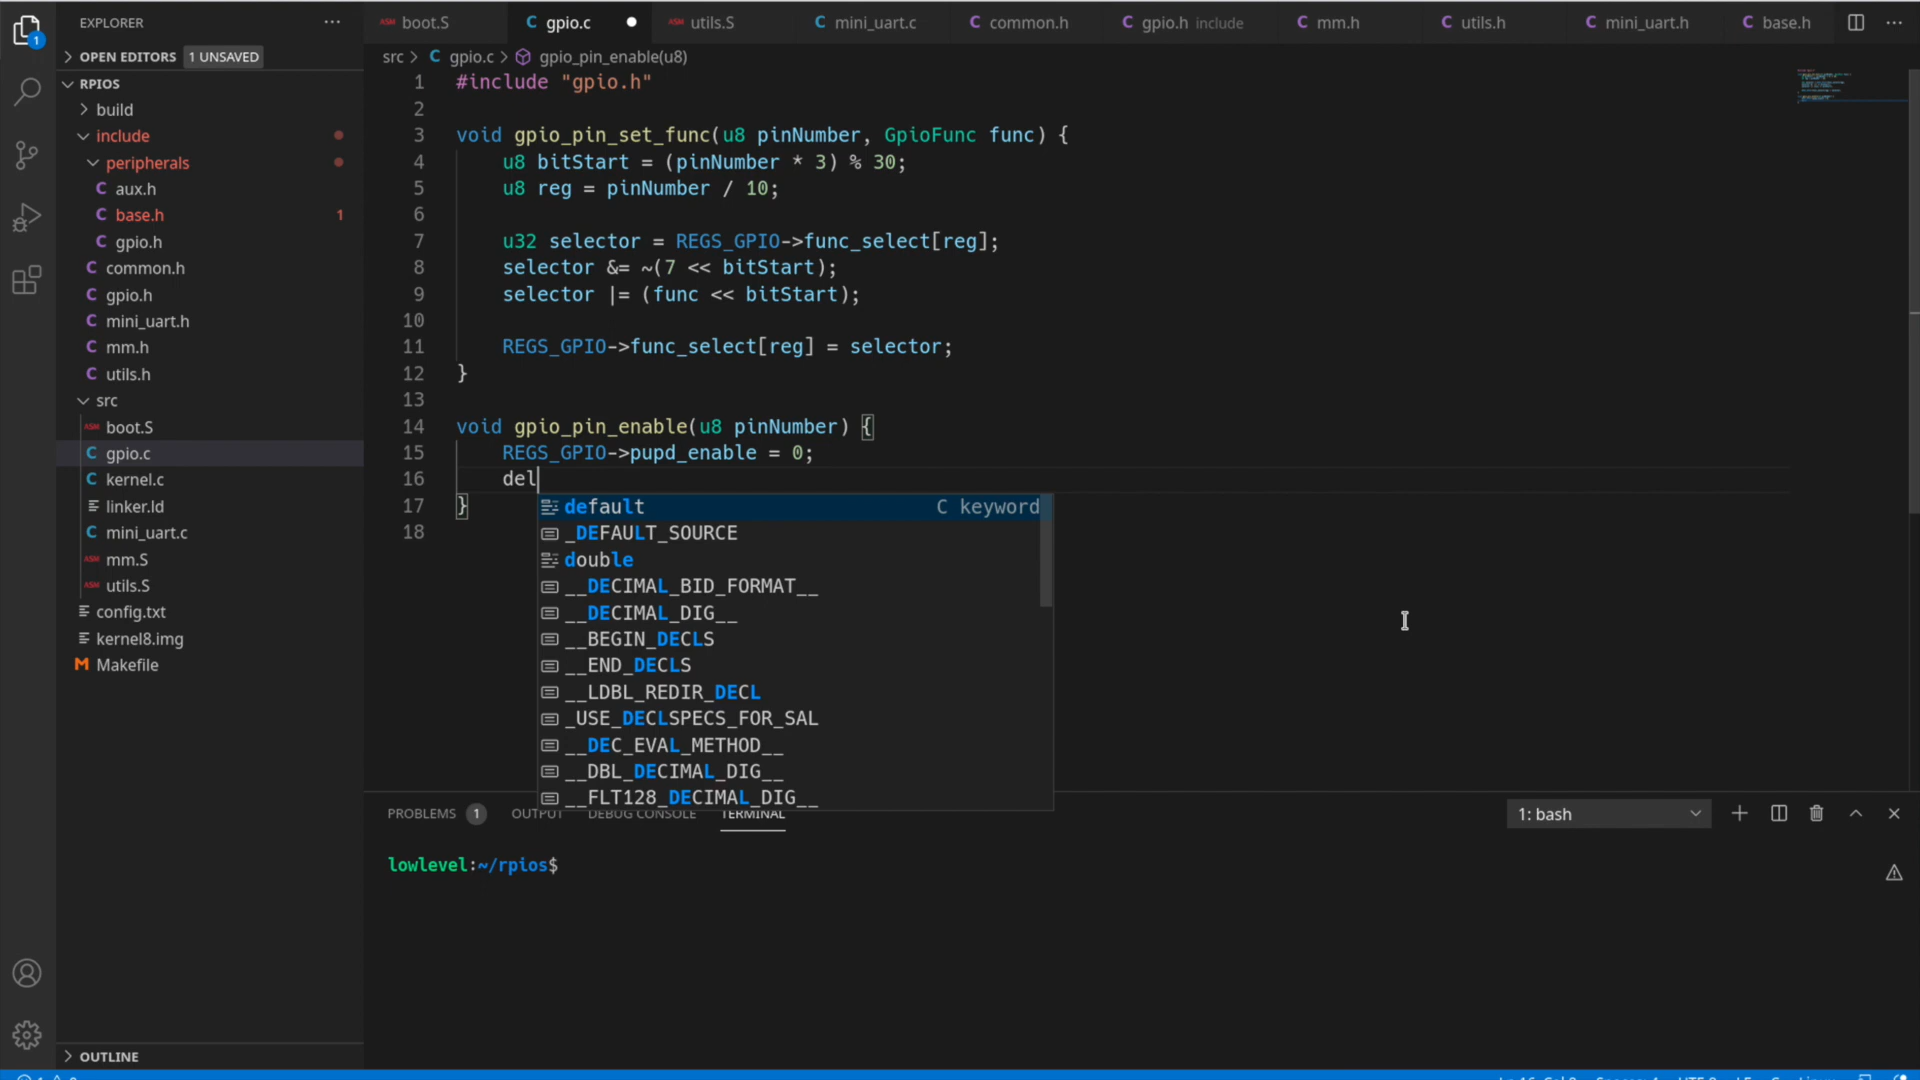 EXPLORER ···
boot.S gpio.c utils.S mini_uart.c common.h gpio.h include mm.h utils.h mini_uart.h base.h
1
OPEN EDITORS 1 UNSAVED
RPIOS
build
include
peripherals
aux.h
base.h 1
gpio.h
common.h
gpio.h
mini_uart.h
mm.h
utils.h
src
boot.S
gpio.c
kernel.c
linker.ld
mini_uart.c
mm.S
utils.S
config.txt
kernel8.img
Makefile
OUTLINE
src > C gpio.c > gpio_pin_enable(u8)
1 #include "gpio.h"
2
3 void gpio_pin_set_func(u8 pinNumber, GpioFunc func) {
4 u8 bitStart = (pinNumber * 3) % 30;
5 u8 reg = pinNumber / 10;
6
7 u32 selector = REGS_GPIO->func_select[reg];
8 selector &= ~(7 << bitStart);
9 selector |= (func << bitStart);
10
11 REGS_GPIO->func_select[reg] = selector;
12 }
13
14 void gpio_pin_enable(u8 pinNumber) {
15 REGS_GPIO->pupd_enable = 0;
16 del
17 }
18
default C keyword
_DEFAULT_SOURCE
double
__DECIMAL_BID_FORMAT__
__DECIMAL_DIG__
__BEGIN_DECLS
__END_DECLS
__LDBL_REDIR_DECL
_USE_DECLSPECS_FOR_SAL
__DEC_EVAL_METHOD__
__DBL_DECIMAL_DIG__
__FLT128_DECIMAL_DIG__
PROBLEMS 1 OUTPUT DEBUG CONSOLE TERMINAL 1: bash
lowlevel:~/rpios$